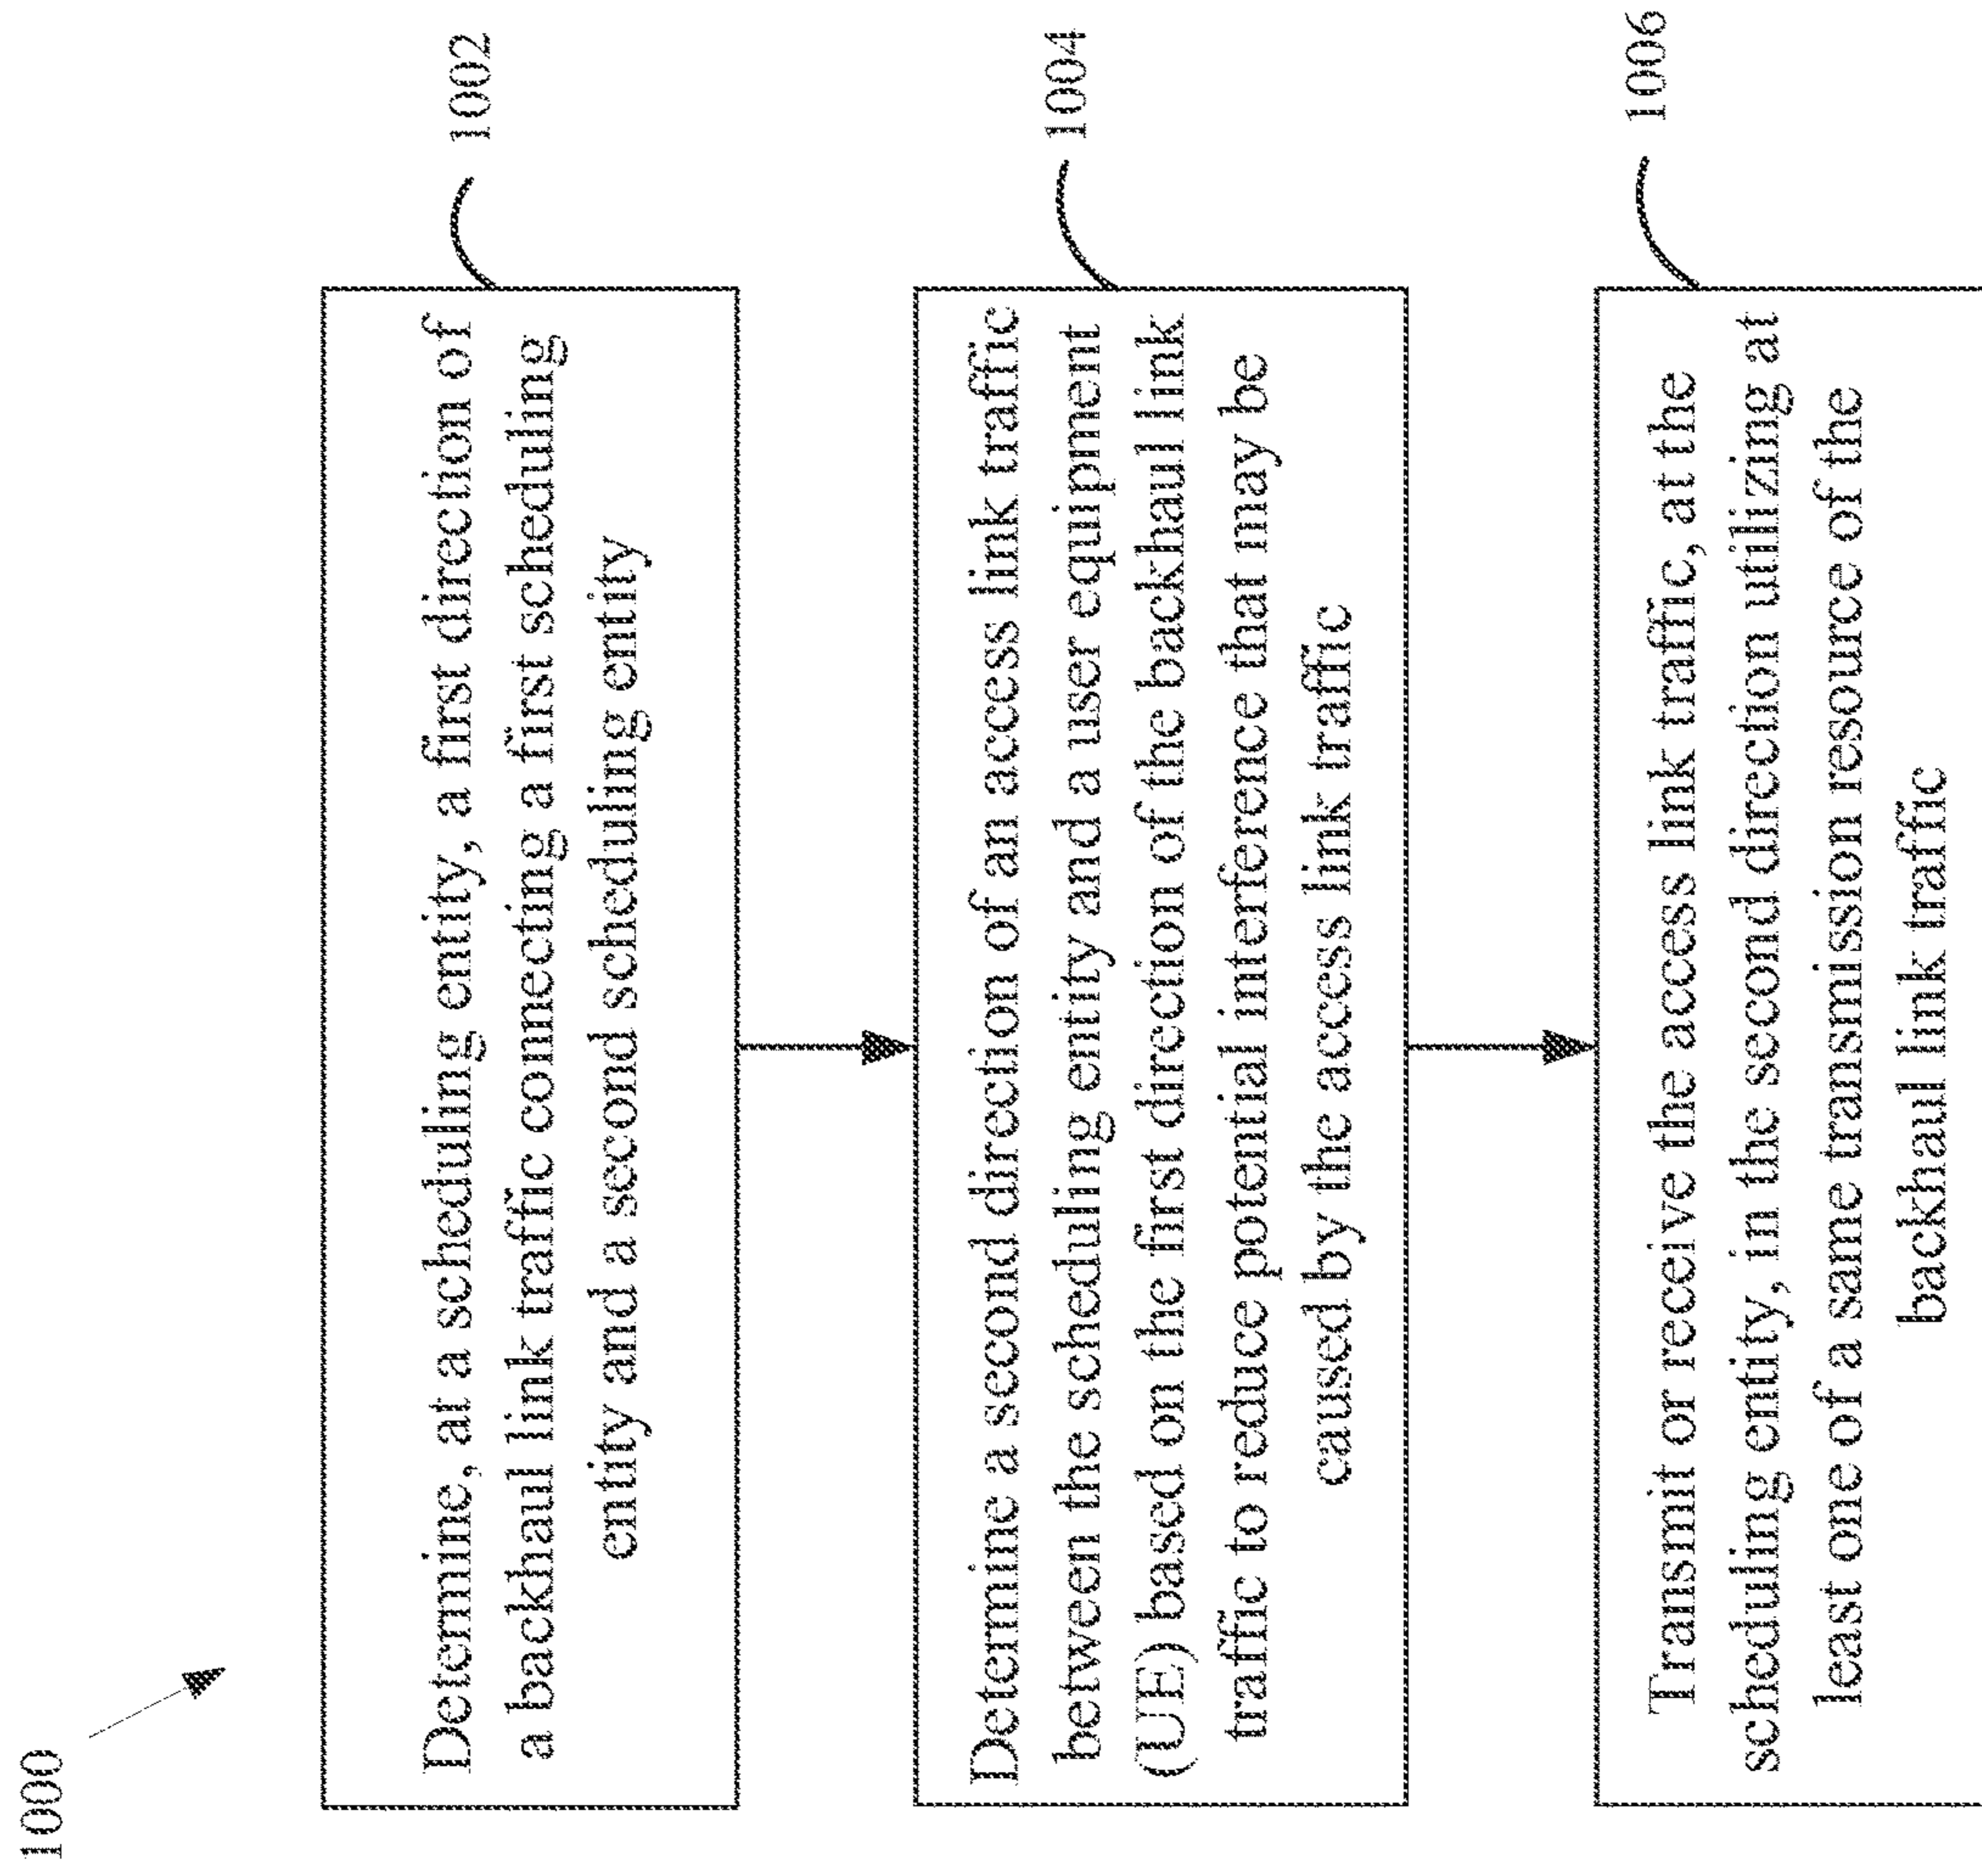 1000
Determine, at a scheduling entity, a first direction of
a backhaul link traffic connecting a first scheduling
entity and a second scheduling entity
1002
Determine a second direction of an access link traffic
between the scheduling entity and a user equipment
(UE) based on the first direction of the backhaul link
traffic to reduce potential interference that may be
caused by the access link traffic
1004
Transmit or receive the access link traffic, at the
scheduling entity, in the second direction utilizing at
least one of a same transmission resource of the
backhaul link traffic
1006